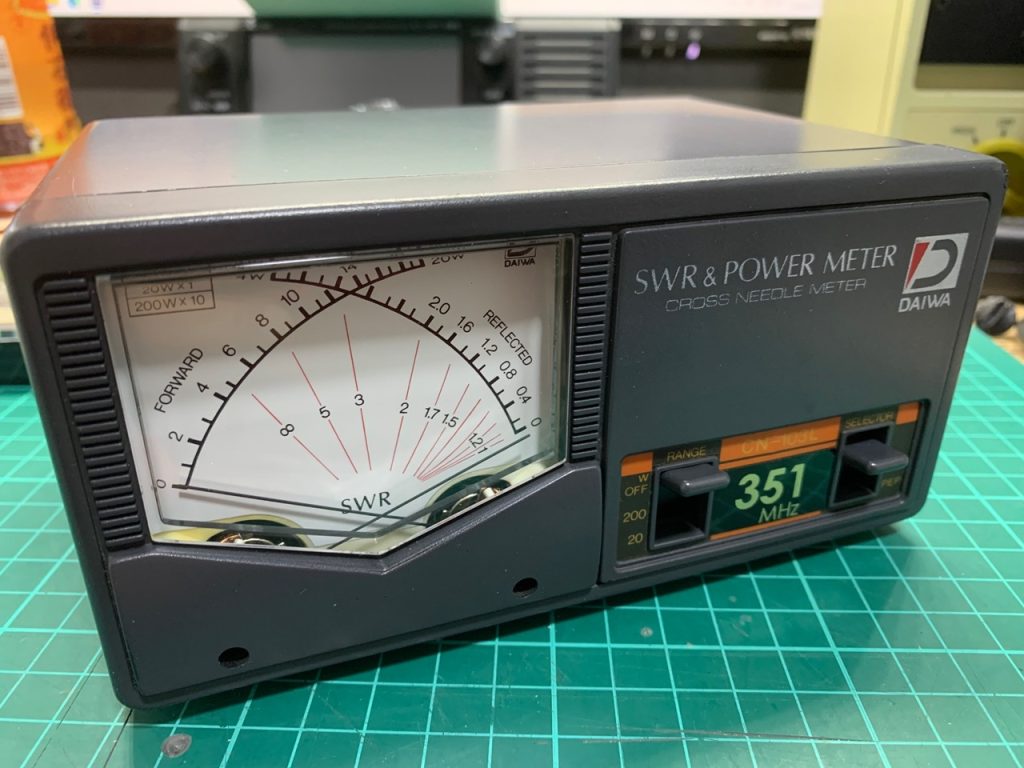 20W x 1
200W x 10
4W
20W
DAIWA
FORWARD
0
2
4
6
8
10
14
REFLECTED
2.0
1.6
1.2
0.8
0.4
0
∞
5
3
2
1.7
1.5
1.2
1
SWR
SWR & POWER METER
CROSS NEEDLE METER
DAIWA
RANGE
CN-103L
SELECTOR
W
OFF
200
20
351
MHz
PEP